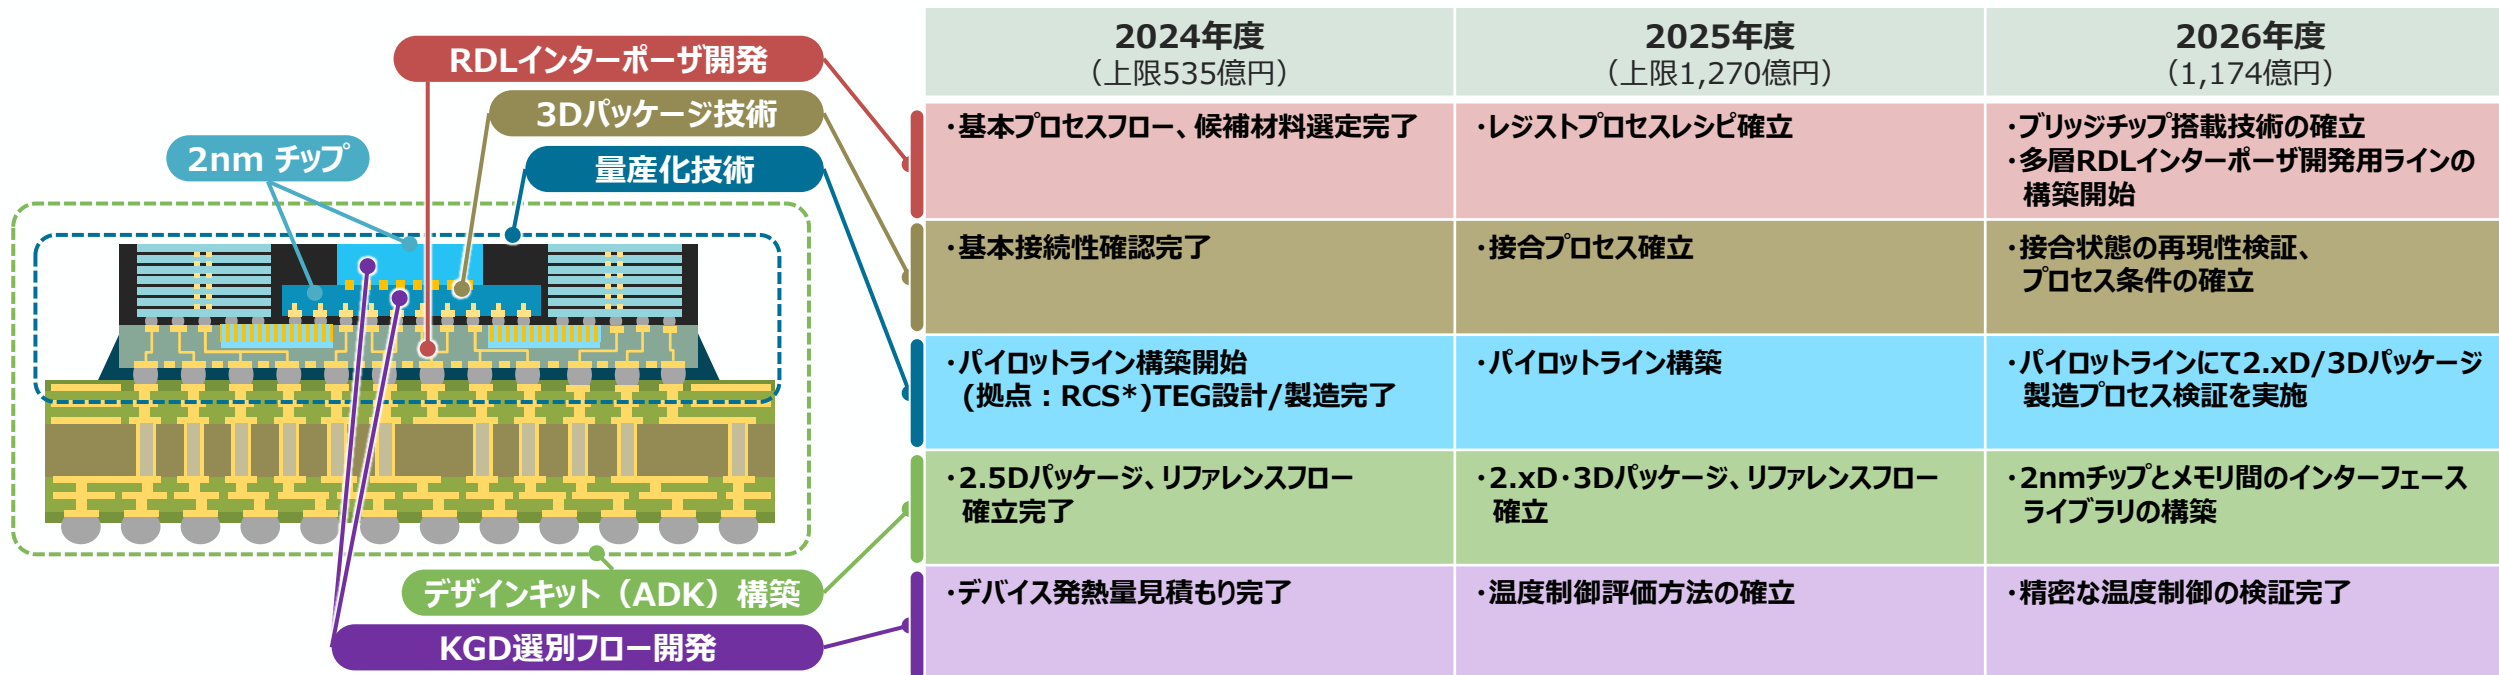 RDLインターポーザ開発
3Dパッケージ技術
2nm チップ
量産化技術
デザインキット（ADK）構築
KGD選別フロー開発
2024年度
（上限535億円）
2025年度
（上限1,270億円）
2026年度
（1,174億円）
・基本プロセスフロー、候補材料選定完了
・レジストプロセスレシピ確立
・ブリッジチップ搭載技術の確立
・多層RDLインターポーザ開発用ラインの
構築開始
・基本接続性確認完了
・接合プロセス確立
・接合状態の再現性検証、
プロセス条件の確立
・パイロットライン構築開始
(拠点：RCS*)TEG設計/製造完了
・パイロットライン構築
・パイロットラインにて2.xD/3Dパッケージ
製造プロセス検証を実施
・2.5Dパッケージ、リファレンスフロー
確立完了
・2.xD・3Dパッケージ、リファレンスフロー
確立
・2nmチップとメモリ間のインターフェース
ライブラリの構築
・デバイス発熱量見積もり完了
・温度制御評価方法の確立
・精密な温度制御の検証完了